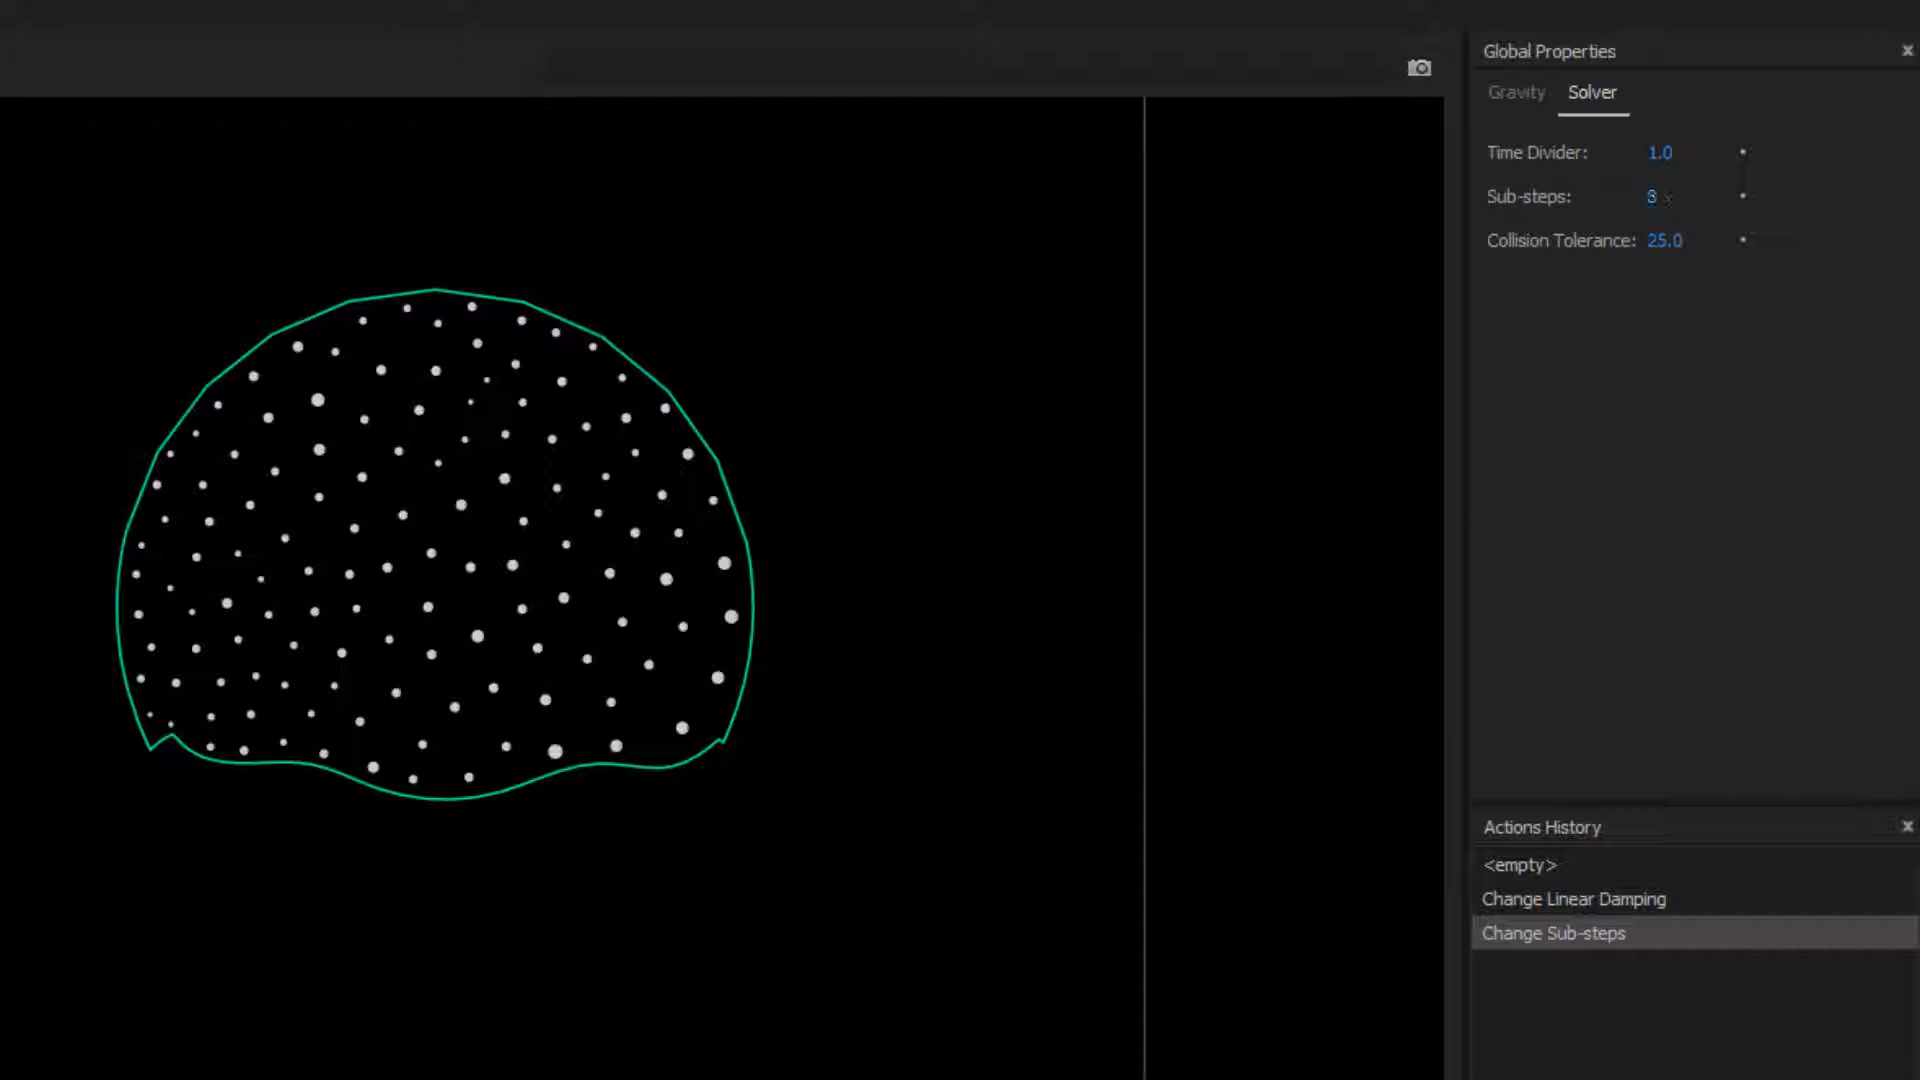 Global Properties
Gravity Solver
Time Divider: 1.0
Sub-steps: 3
Collision Tolerance: 25.0
Actions History
<empty>
Change Linear Damping
Change Sub-steps